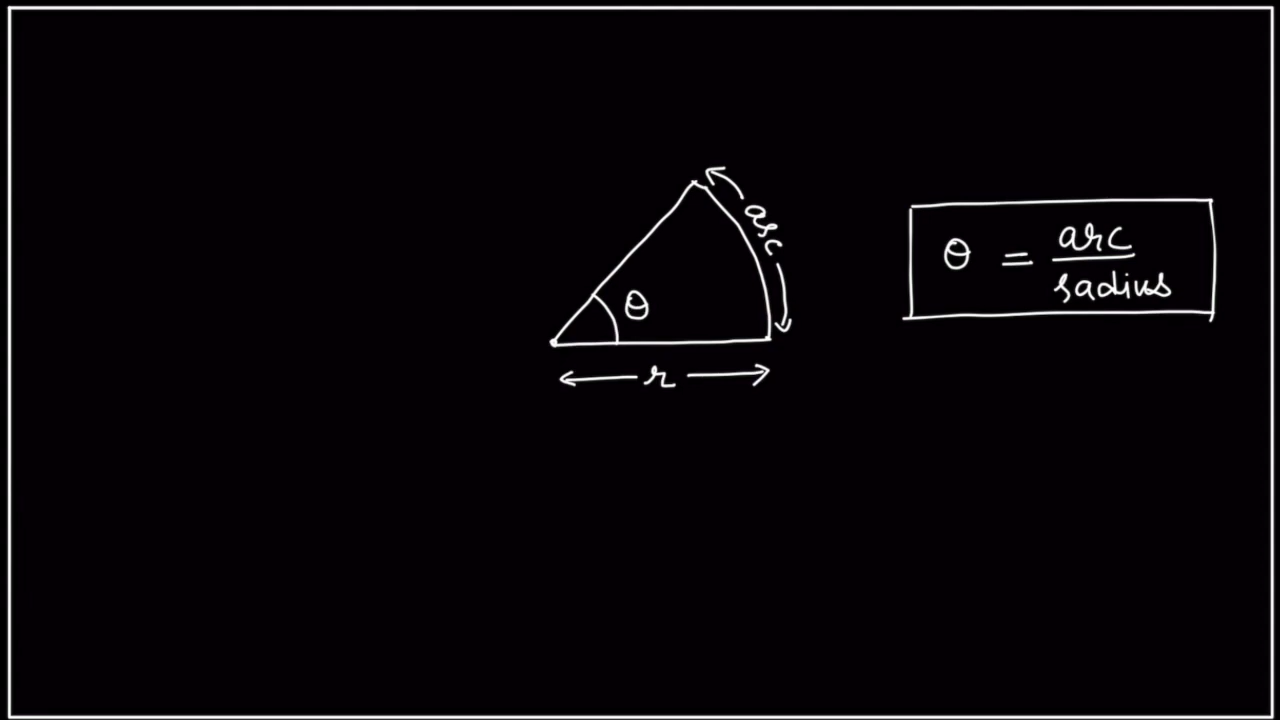 arc
θ
r
θ = arc
radius